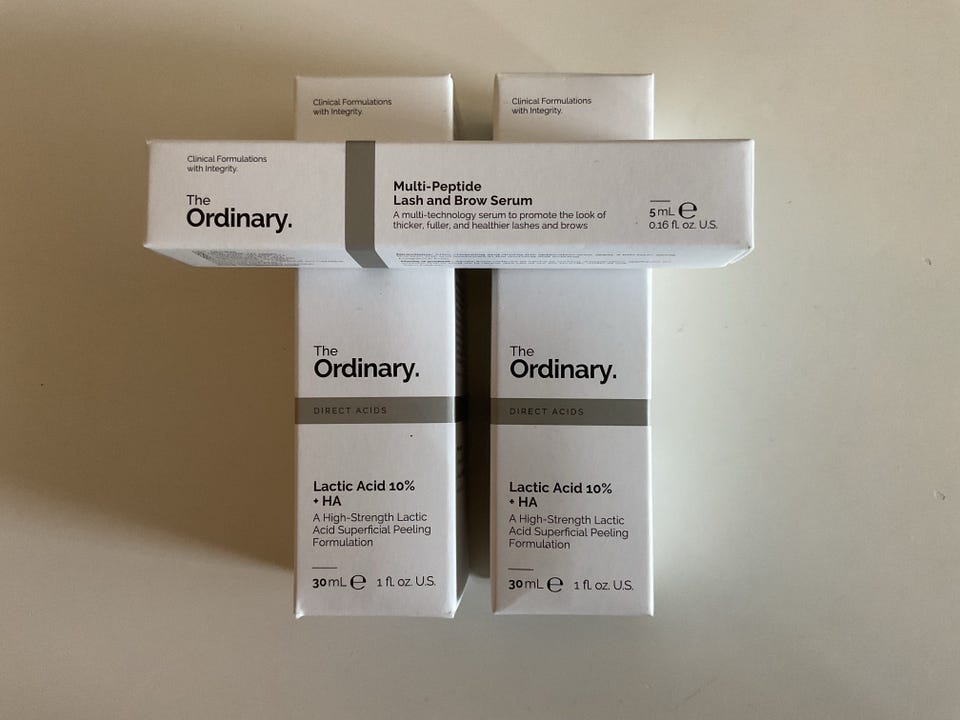 Clinical Formulations
with Integrity.
Clinical Formulations
with Integrity.
Clinical Formulations
with Integrity.
The
Ordinary.
Multi-Peptide
Lash and Brow Serum
A multi-technology serum to promote the look of
thicker, fuller, and healthier lashes and brows
5 mL ℮
0.16 fl. oz. U.S.
The
Ordinary.
DIRECT ACIDS
Lactic Acid 10%
+ HA
A High-Strength Lactic
Acid Superficial Peeling
Formulation
30 mL ℮ 1 fl. oz. U.S.
The
Ordinary.
DIRECT ACIDS
Lactic Acid 10%
+ HA
A High-Strength Lactic
Acid Superficial Peeling
Formulation
30 mL ℮ 1 fl. oz. U.S.